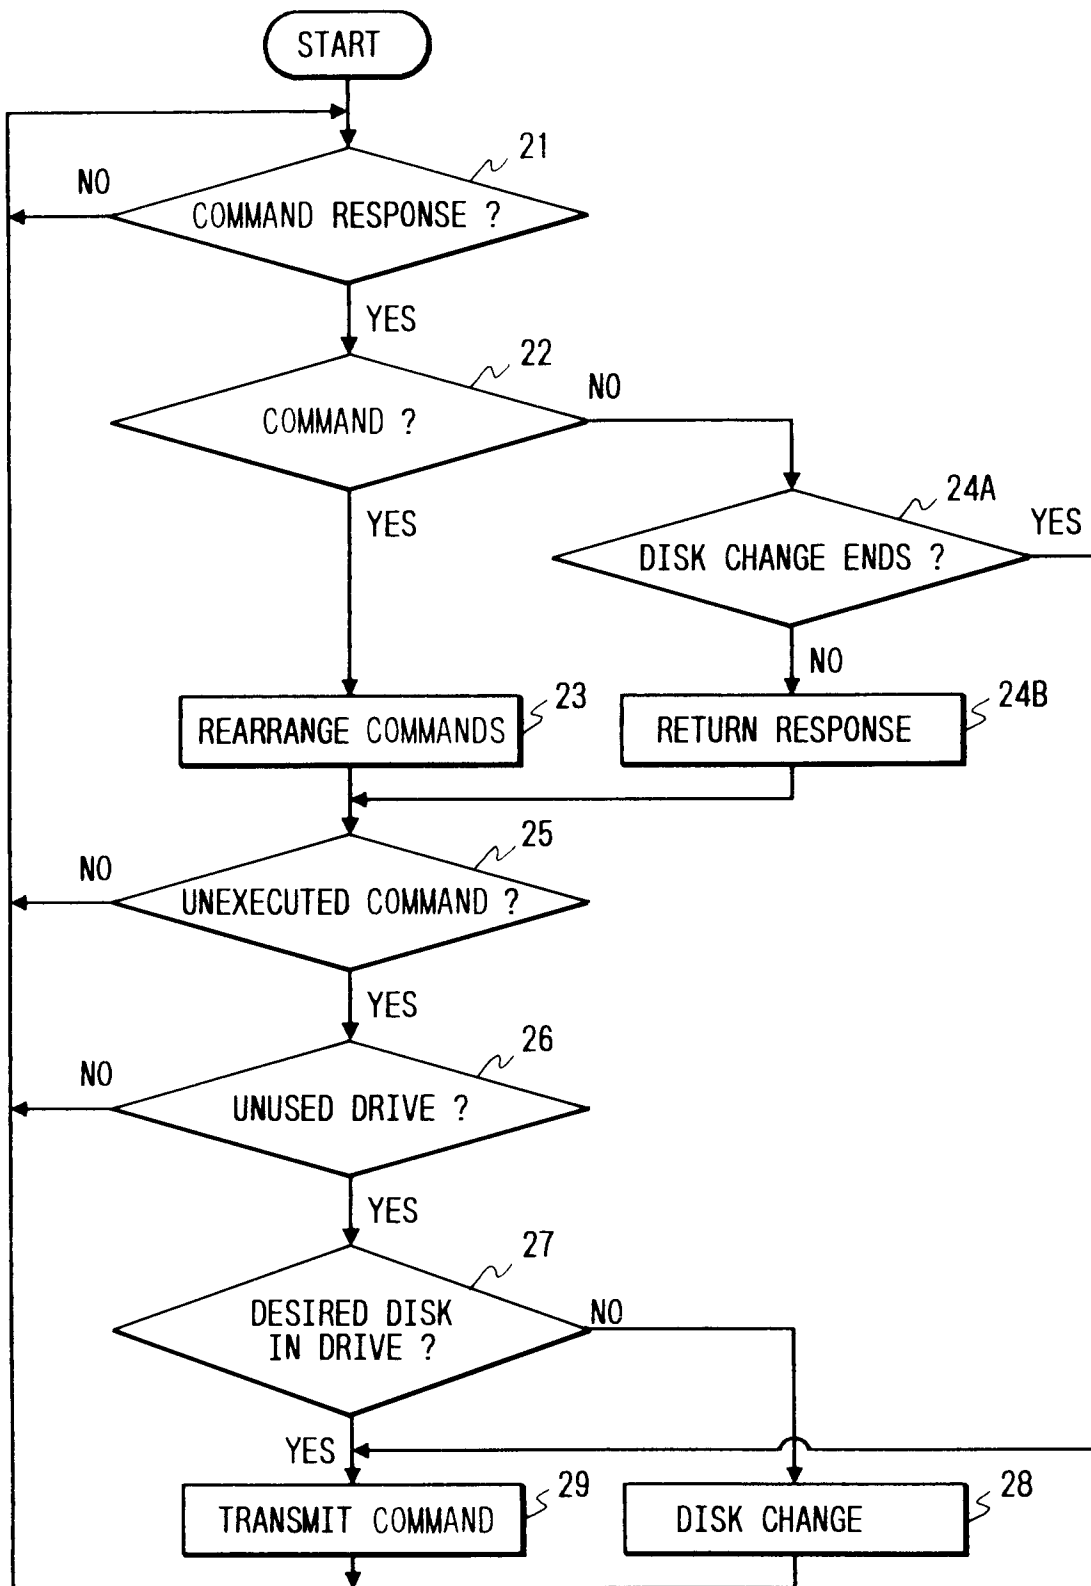 START
21
NO
COMMAND RESPONSE ?
YES
22
NO
COMMAND ?
24A
YES
YES
DISK CHANGE ENDS ?
NO
23
24B
REARRANGE COMMANDS
RETURN RESPONSE
25
NO
UNEXECUTED COMMAND ?
YES
26
NO
UNUSED DRIVE ?
YES
27
NO
DESIRED DISK
IN DRIVE ?
YES
29
28
TRANSMIT COMMAND
DISK CHANGE